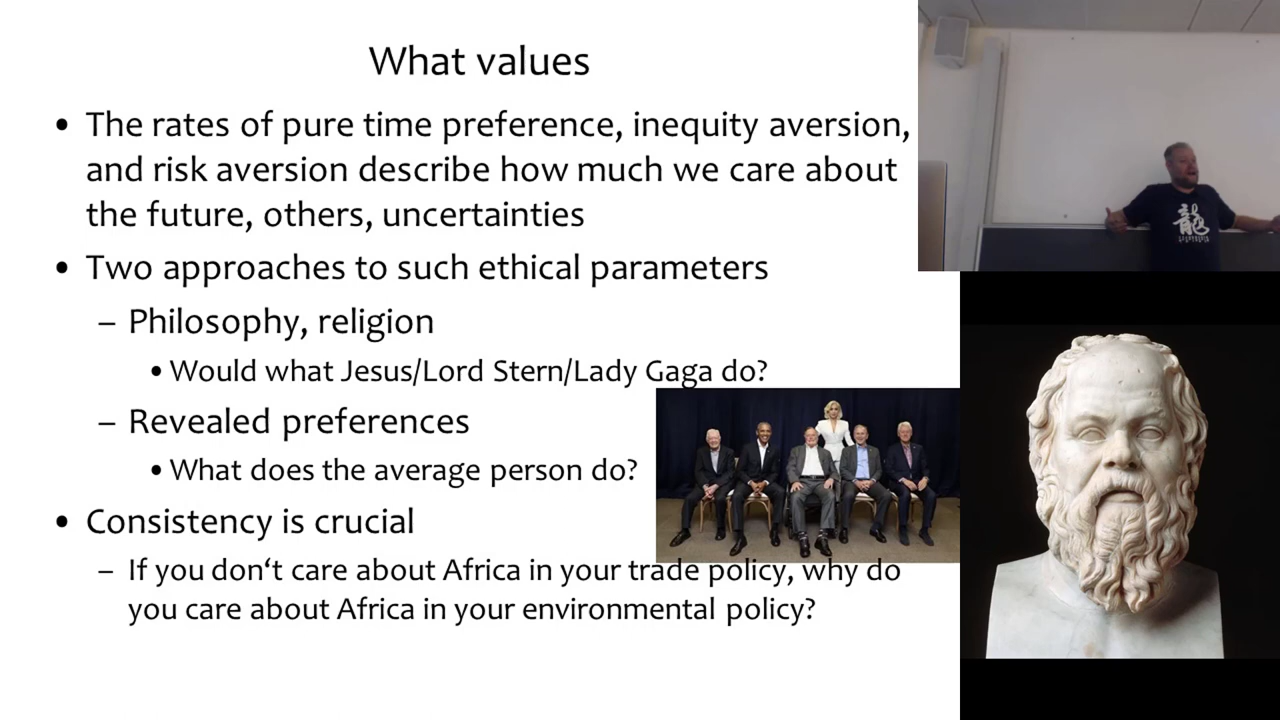 What values
• The rates of pure time preference, inequity aversion,
and risk aversion describe how much we care about
the future, others, uncertainties
• Two approaches to such ethical parameters
– Philosophy, religion
• Would what Jesus/Lord Stern/Lady Gaga do?
– Revealed preferences
• What does the average person do?
• Consistency is crucial
– If you don‘t care about Africa in your trade policy, why do
you care about Africa in your environmental policy?
龍